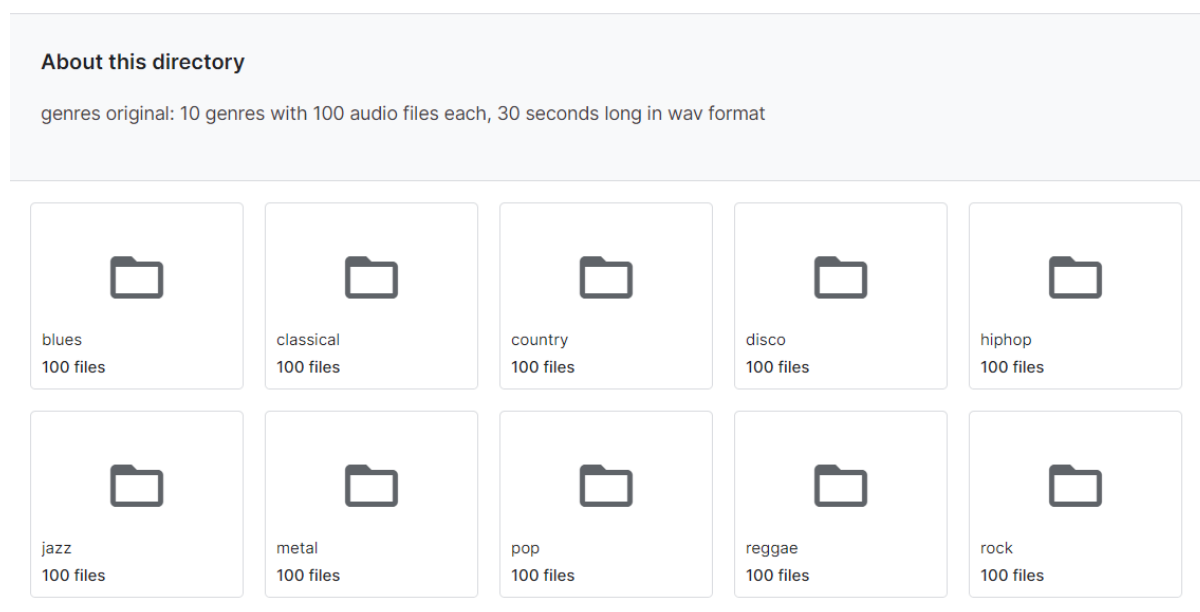 About this directory
genres original: 10 genres with 100 audio files each, 30 seconds long in wav format
blues
100 files
classical
100 files
country
100 files
disco
100 files
hiphop
100 files
jazz
100 files
metal
100 files
pop
100 files
reggae
100 files
rock
100 files